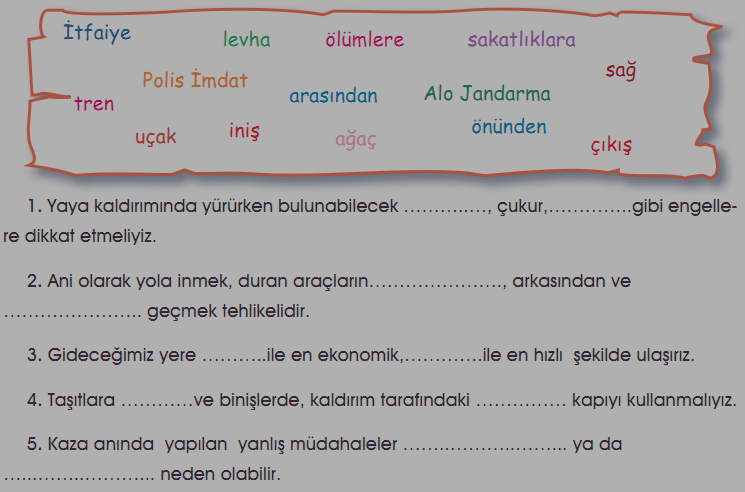 İtfaiye levha ölümlere sakatlıklara sağ
Polis İmdat arasından Alo Jandarma
tren uçak iniş ağaç önünden çıkış
1. Yaya kaldırımında yürürken bulunabilecek ……………, çukur,…………..gibi engelle-
re dikkat etmeliyiz.
2. Ani olarak yola inmek, duran araçların…………………., arkasından ve
………………….. geçmek tehlikelidir.
3. Gideceğimiz yere ………..ile en ekonomik,………….ile en hızlı şekilde ulaşırız.
4. Taşıtlara …………ve binişlerde, kaldırım tarafındaki …………… kapıyı kullanmalıyız.
5. Kaza anında yapılan yanlış müdahaleler …….………..……... ya da
…..…….………... neden olabilir.